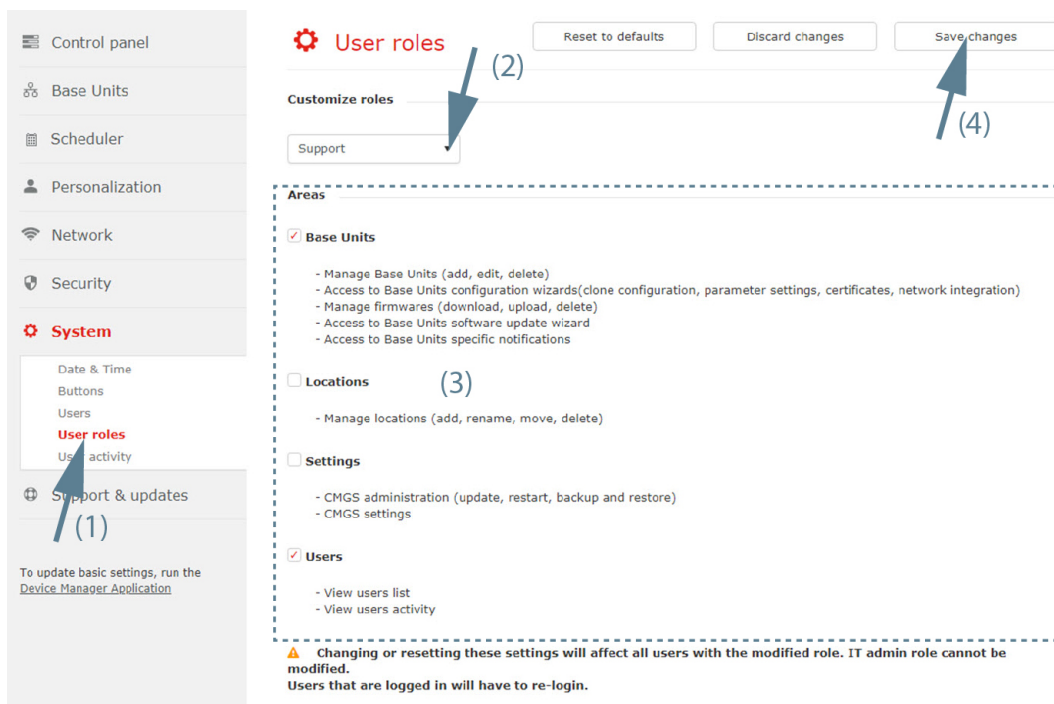 Control panel
Base Units
Scheduler
Personalization
Network
Security
System
Date & Time
Buttons
Users
User roles
User activity
Support & updates
(1)
To update basic settings, run the
Device Manager Application
User roles
Reset to defaults
Discard changes
Save changes
(2)
(4)
Customize roles
Support
Areas
Base Units
- Manage Base Units (add, edit, delete)
- Access to Base Units configuration wizards(clone configuration, parameter settings, certificates, network integration)
- Manage firmwares (download, upload, delete)
- Access to Base Units software update wizard
- Access to Base Units specific notifications
Locations
(3)
- Manage locations (add, rename, move, delete)
Settings
- CMGS administration (update, restart, backup and restore)
- CMGS settings
Users
- View users list
- View users activity
Changing or resetting these settings will affect all users with the modified role. IT admin role cannot be
modified.
Users that are logged in will have to re-login.